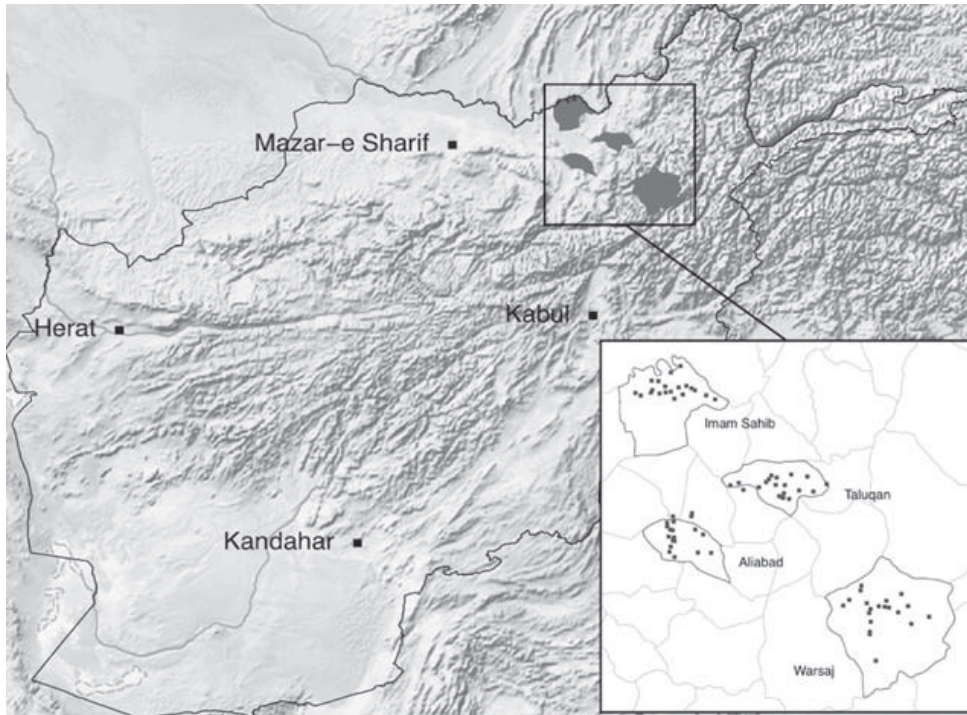 Mazar-e Sharif
Herat
Kabul
Kandahar
Imam Sahib
Taluqan
Aliabad
Warsaj